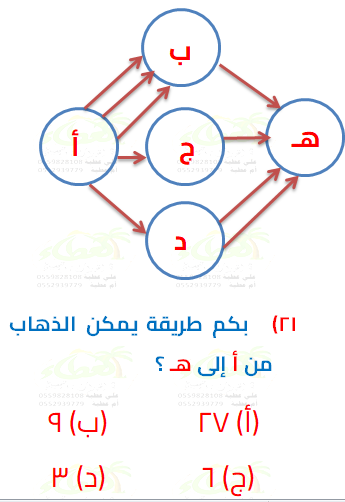 ب
أ
ج
هـ
د
٢١) بكم طريقة يمكن الذهاب
من أ إلى هـ ؟
(أ) ٢٧ (ب) ٩
(ج) ٦ (د) ٣